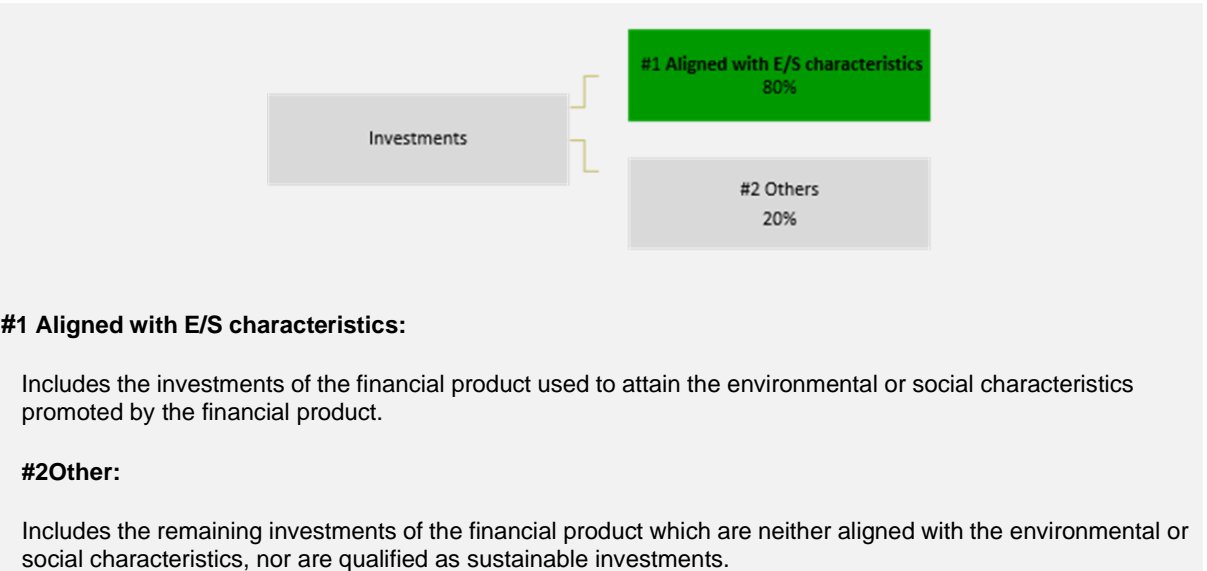 #1 Aligned with E/S characteristics
80%
Investments
#2 Others
20%
#1 Aligned with E/S characteristics:
Includes the investments of the financial product used to attain the environmental or social characteristics
promoted by the financial product.
#2Other:
Includes the remaining investments of the financial product which are neither aligned with the environmental or
social characteristics, nor are qualified as sustainable investments.